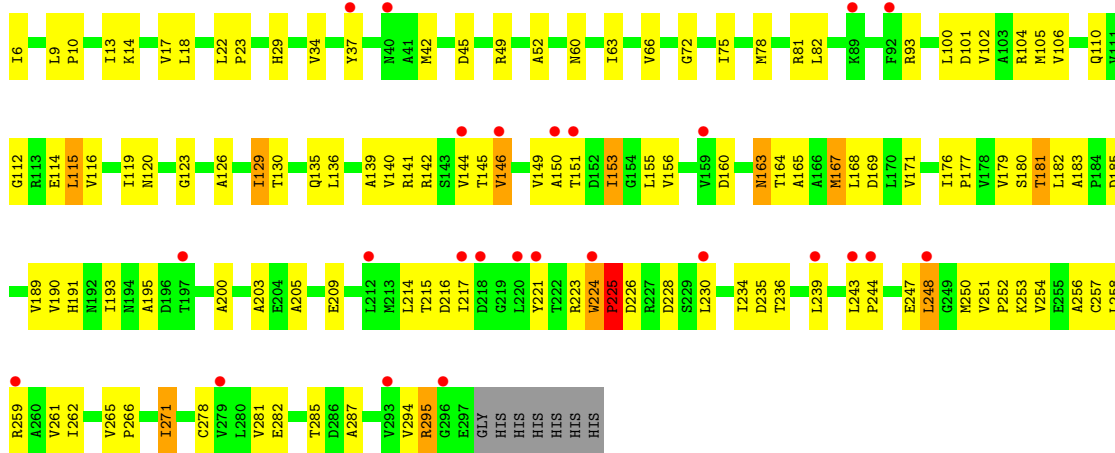 I6 L9 P10 I13 K14 V17 L18 L22 P23 H29 V34 Y37 N40 A41 M42 D45 R49 A52 N60 I63 V66 G72 I75 M78 R81 L82 K89 F92 R93 L100 D101 V102 A103 R104 M105 V106 Q110 V111
G112 R113 E114 L115 V116 I119 N120 G123 A126 I129 T130 Q135 L136 A139 V140 R141 R142 S143 V144 T145 V146 V149 A150 T151 D152 I153 G154 L155 V156 V159 D160 N163 T164 A165 A166 M167 L168 D169 L170 V171 I176 P177 V178 V179 S180 T181 L182 A183 P184 D185
V189 V190 H191 N192 I193 N194 A195 D196 T197 A200 A203 E204 A205 E209 L212 M213 L214 T215 D216 I217 D218 G219 L220 Y221 T222 R223 W224 P225 D226 R227 D228 S229 L230 I234 D235 T236 L239 L243 P244 E247 L248 G249 M250 V251 P252 K253 V254 E255 A256 C257 L258
R259 A260 V261 I262 V265 P266 I271 C278 V279 L280 V281 E282 T285 D286 A287 V293 V294 R295 G296 E297 GLY HIS HIS HIS HIS HIS HIS